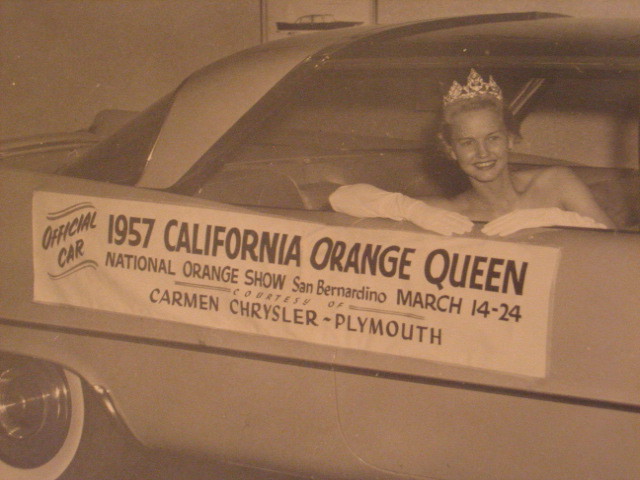 OFFICIAL
CAR
1957 CALIFORNIA ORANGE QUEEN
NATIONAL ORANGE SHOW San Bernardino MARCH 14-24
COURTESY OF
CARMEN CHRYSLER-PLYMOUTH